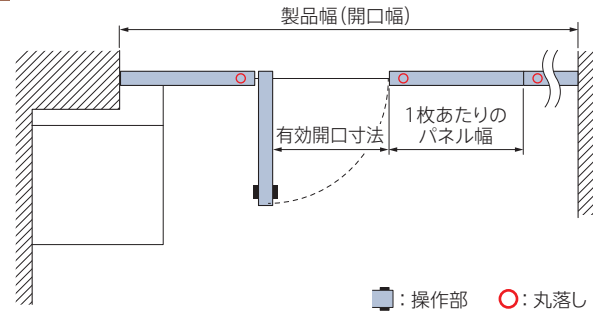 製品幅(開口幅)
有効開口寸法
1枚あたりの
パネル幅
：操作部
：丸落し